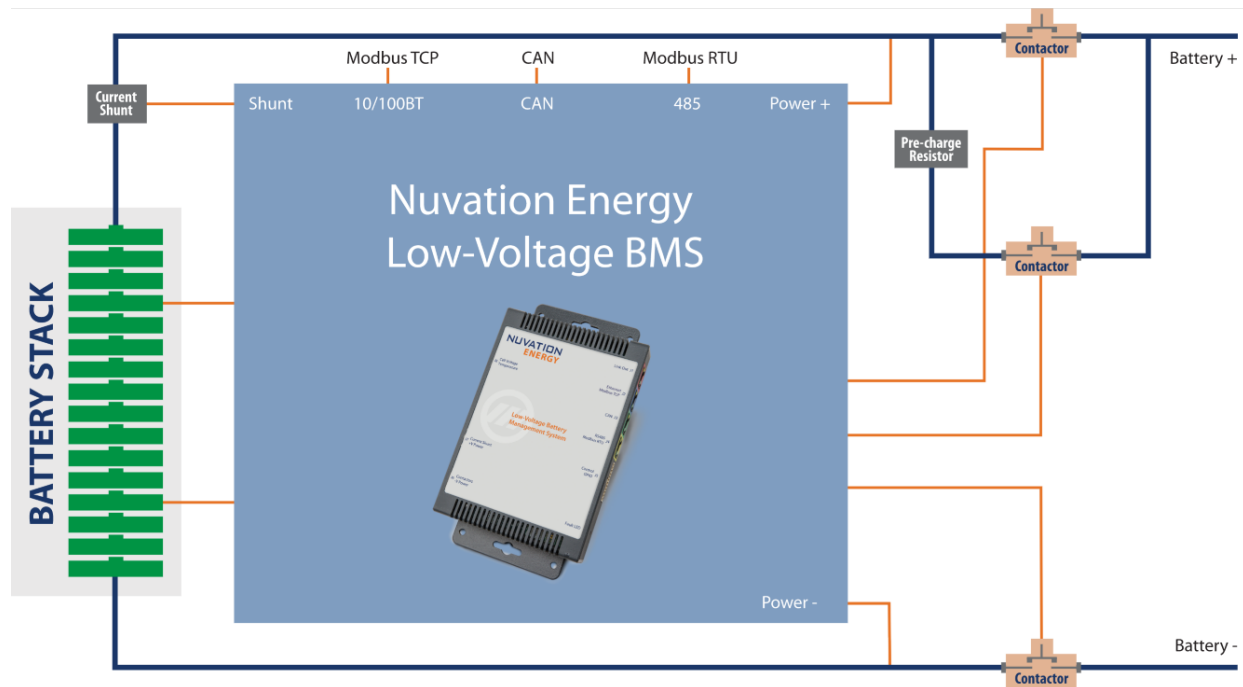 Contactor
Battery +
Modbus TCP
CAN
Modbus RTU
Current
Shunt
Shunt
10/100BT
CAN
485
Power +
Pre-charge
Resistor
Nuvation Energy
Low-Voltage BMS
Contactor
BATTERY STACK
NUVATION
ENERGY
Low-Voltage Battery
Management System
Power -
Battery -
Contactor